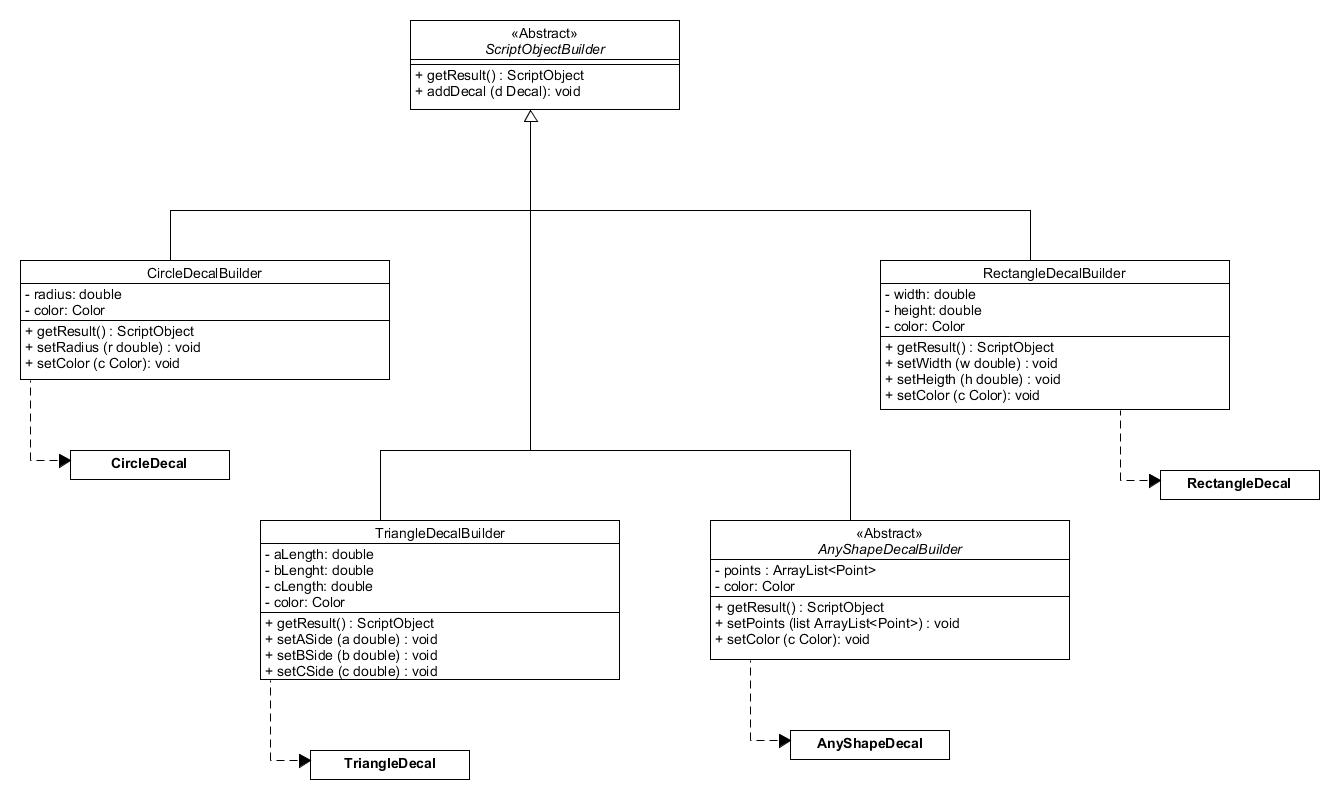 «Abstract»
ScriptObjectBuilder
+ getResult() : ScriptObject
+ addDecal (d Decal): void
CircleDecalBuilder
- radius: double
- color: Color
+ getResult() : ScriptObject
+ setRadius (r double) : void
+ setColor (c Color): void
RectangleDecalBuilder
- width: double
- height: double
- color: Color
+ getResult() : ScriptObject
+ setWidth (w double) : void
+ setHeigth (h double) : void
+ setColor (c Color): void
CircleDecal
RectangleDecal
TriangleDecalBuilder
- aLength: double
- bLenght: double
- cLength: double
- color: Color
+ getResult() : ScriptObject
+ setASide (a double) : void
+ setBSide (b double) : void
+ setCSide (c double) : void
«Abstract»
AnyShapeDecalBuilder
- points : ArrayList<Point>
- color: Color
+ getResult() : ScriptObject
+ setPoints (list ArrayList<Point>) : void
+ setColor (c Color): void
AnyShapeDecal
TriangleDecal